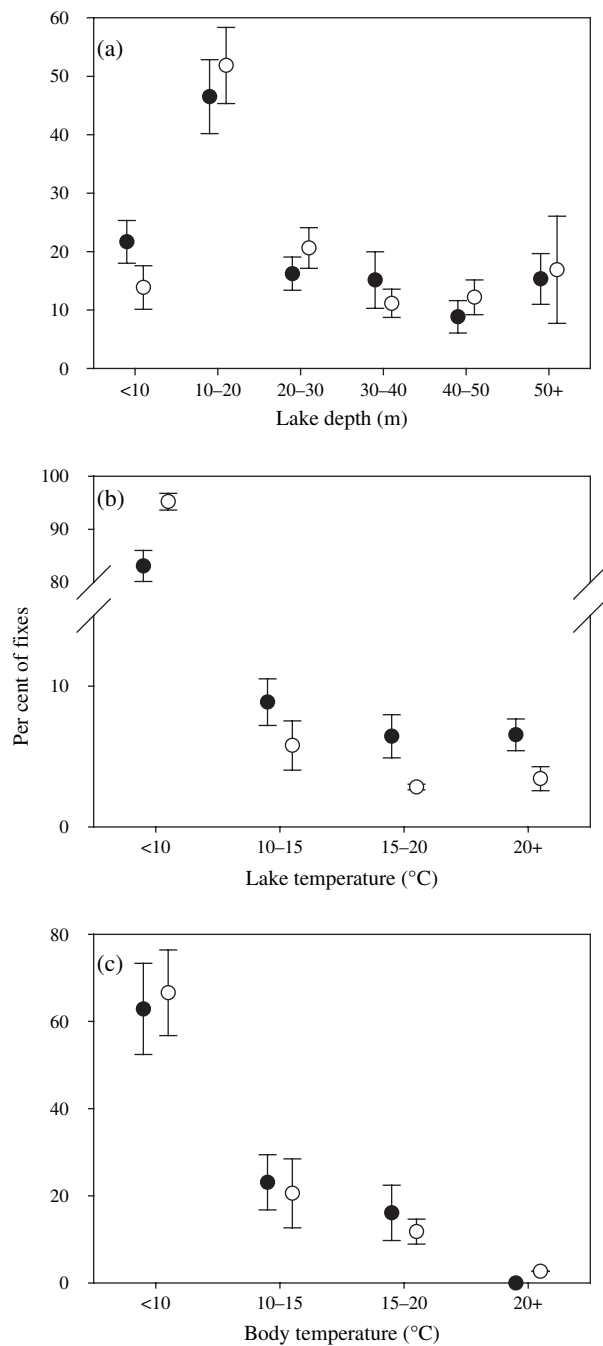 (a)
60
50
40
30
20
10
0
<10 10–20 20–30 30–40 40–50 50+
Lake depth (m)
Per cent of fixes
(b)
100
90
80
10
0
<10 10–15 15–20 20+
Lake temperature (°C)
(c)
80
60
40
20
0
<10 10–15 15–20 20+
Body temperature (°C)